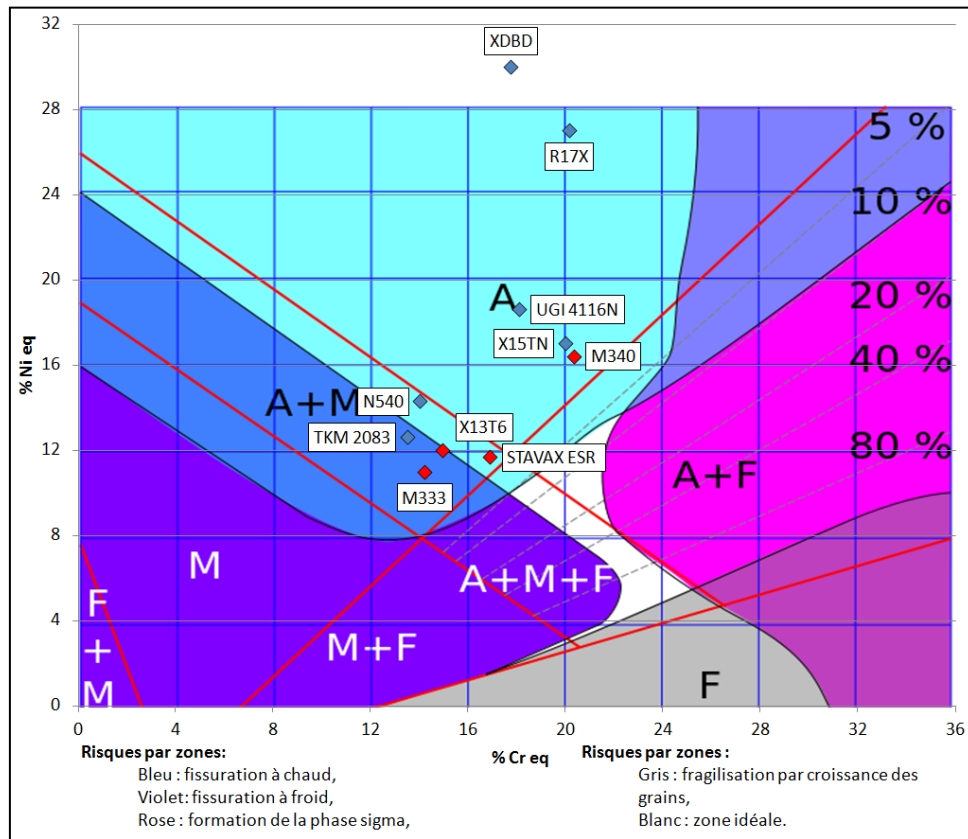 32
XDBD
28
5 %
R17X
24
10 %
20
20 %
A
UGI 4116N
X15TN
M340
16
40 %
A+M
N540
X13T6
TKM 2083
12
STAVAX ESR
80 %
M333
A+F
8
M
A+M+F
F
+
M
4
M+F
F
0
% Ni eq
0 4 8 12 16 20 24 28 32 36
% Cr eq
Risques par zones:
Bleu : fissuration à chaud,
Violet: fissuration à froid,
Rose : formation de la phase sigma,
Risques par zones :
Gris : fragilisation par croissance des
grains,
Blanc : zone idéale.